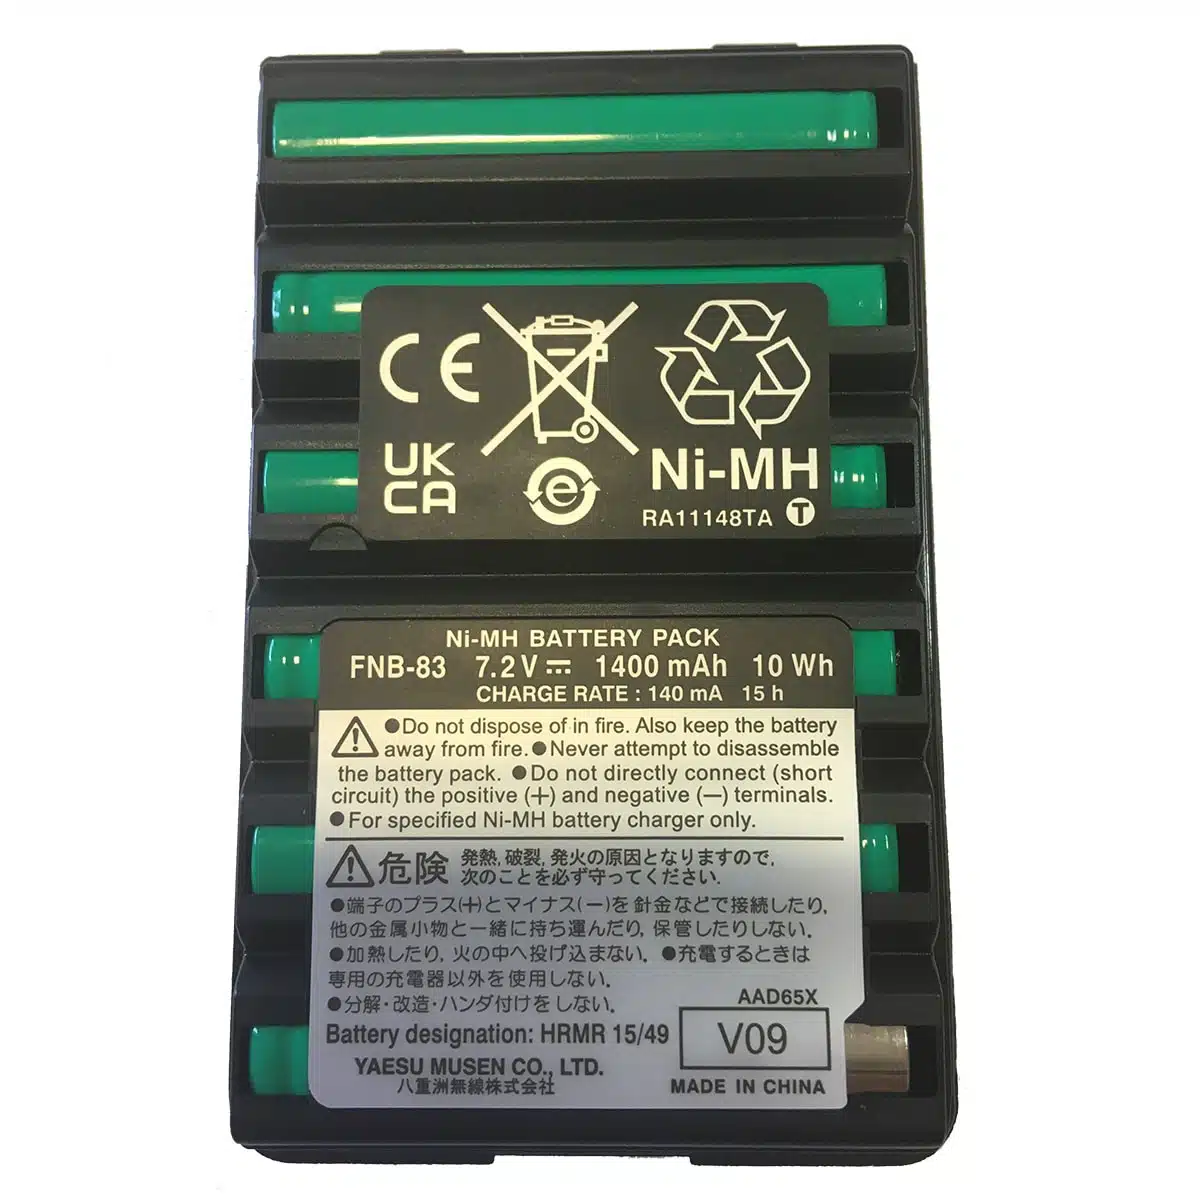 CE
UK
CA
e
Ni-MH
RA11148TA T
Ni-MH BATTERY PACK
FNB-83 7.2V⎓ 1400 mAh 10 Wh
CHARGE RATE : 140 mA 15 h
●Do not dispose of in fire. Also keep the battery
away from fire.●Never attempt to disassemble
the battery pack. ●Do not directly connect (short
circuit) the positive (+) and negative (—) terminals.
●For specified Ni-MH battery charger only.
危険 発熱, 破裂, 発火の原因となりますので,
次のことを必ず守ってください.
●端子のプラス(+)とマイナス(−)を針金などで接続したり,
他の金属小物と一緒に持ち運んだり, 保管したりしない.
●加熱したり, 火の中へ投げ込まない. ●充電するときは
専用の充電器以外を使用しない.
●分解・改造・ハンダ付けをしない.
AAD65X
Battery designation: HRMR 15/49
V09
YAESU MUSEN CO., LTD.
八重洲無線株式会社
MADE IN CHINA